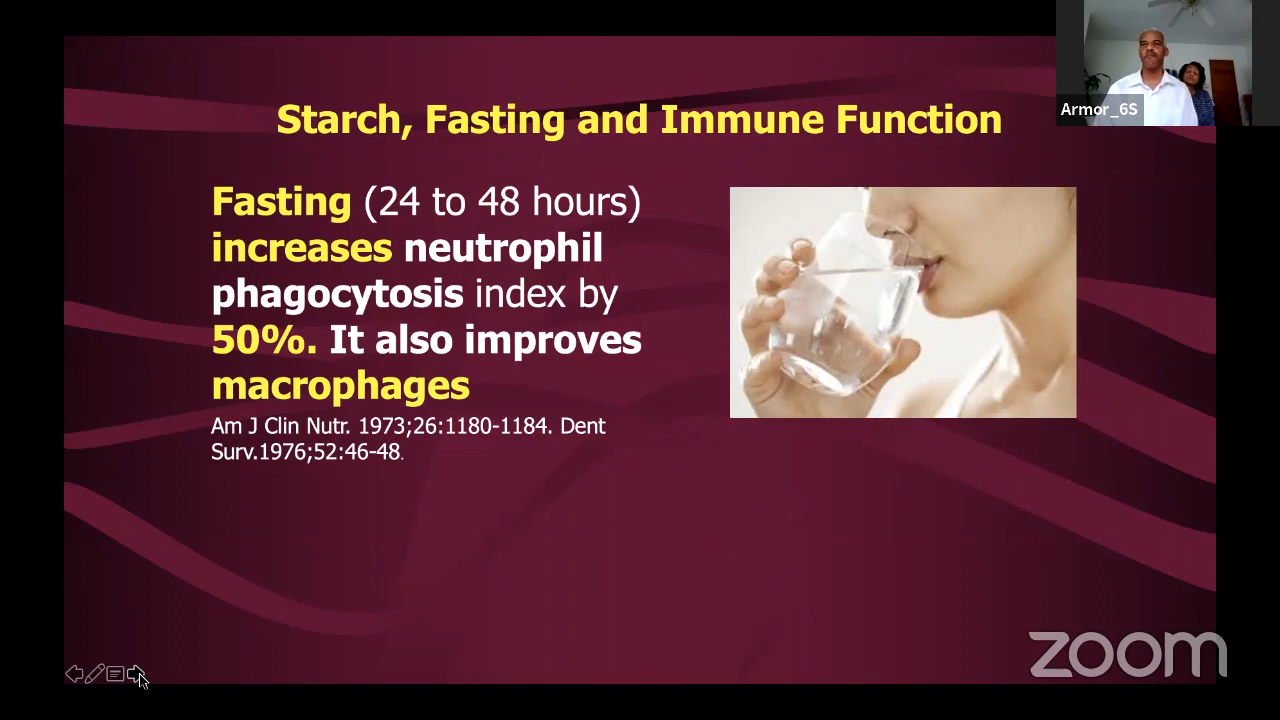 Starch, Fasting and Immune Function
Fasting (24 to 48 hours)
increases neutrophil
phagocytosis index by
50%. It also improves
macrophages
Am J Clin Nutr. 1973;26:1180-1184. Dent
Surv.1976;52:46-48.
Armor_6S
zoom